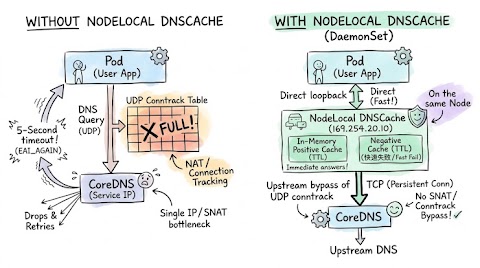 WITHOUT NODELOCAL DNSCACHE
Pod
(User App)
DNS
Query
(UDP)
UDP Conntrack Table
FULL!
NAT /
Connection
Tracking
5-Second
timeout!
(EAI_AGAIN)
CoreDNS
(Service IP)
Drops &
Retries
Single IP/SNAT
bottleneck
WITH NODELOCAL DNSCACHE
(DaemonSet)
Pod
(User App)
Direct loopback
Direct
(Fast!)
On the
same Node
NodeLocal DNSCache
(169.254.20.10)
In-Memory
Positive Cache
(TTL)
Immediate answers!
Negative
Cache (TTL)
(快速失败/Fast Fail)
Upstream bypass of
UDP conntrack
TCP (Persistent Conn)
No SNAT/
Conntrack
Bypass! ✓
CoreDNS
Upstream DNS